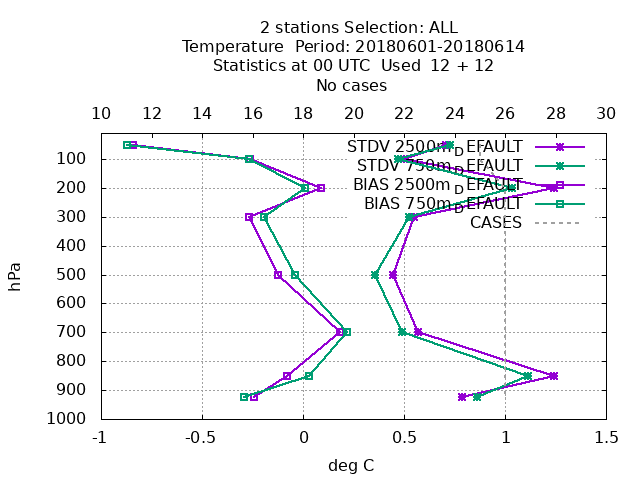 2 stations Selection: ALL
Temperature  Period: 20180601-20180614
Statistics at 00 UTC  Used  12 + 12
No cases
10 12 14 16 18 20 22 24 26 28 30
STDV 2500m_DEFAULT
STDV 750m_DEFAULT
BIAS 2500m_DEFAULT
BIAS 750m_DEFAULT
CASES
hPa
100
200
300
400
500
600
700
800
900
1000
-1 -0.5 0 0.5 1 1.5
deg C